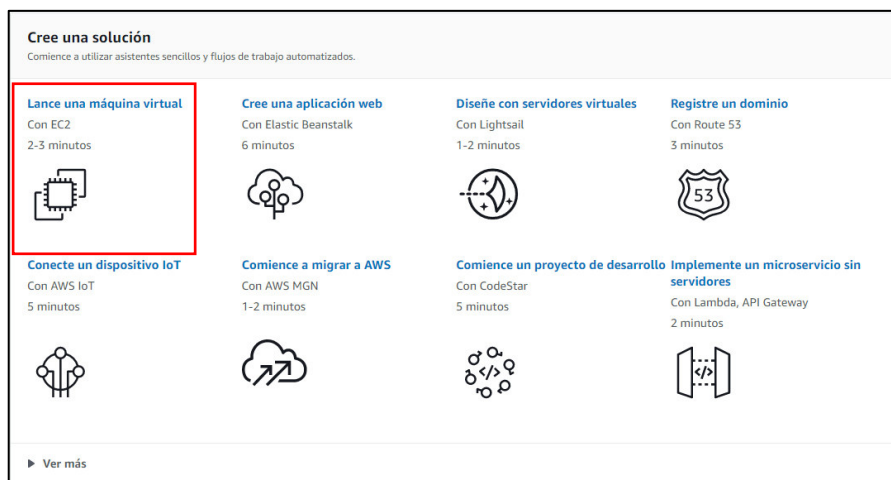 Cree una solución
Comience a utilizar asistentes sencillos y flujos de trabajo automatizados.
Lance una máquina virtual
Con EC2
2-3 minutos
Cree una aplicación web
Con Elastic Beanstalk
6 minutos
Diseñe con servidores virtuales
Con Lightsail
1-2 minutos
Registre un dominio
Con Route 53
3 minutos
53
Conecte un dispositivo IoT
Con AWS IoT
5 minutos
Comience a migrar a AWS
Con AWS MGN
1-2 minutos
Comience un proyecto de desarrollo
Con CodeStar
5 minutos
</>
Implemente un microservicio sin
servidores
Con Lambda, API Gateway
2 minutos
</>
Ver más